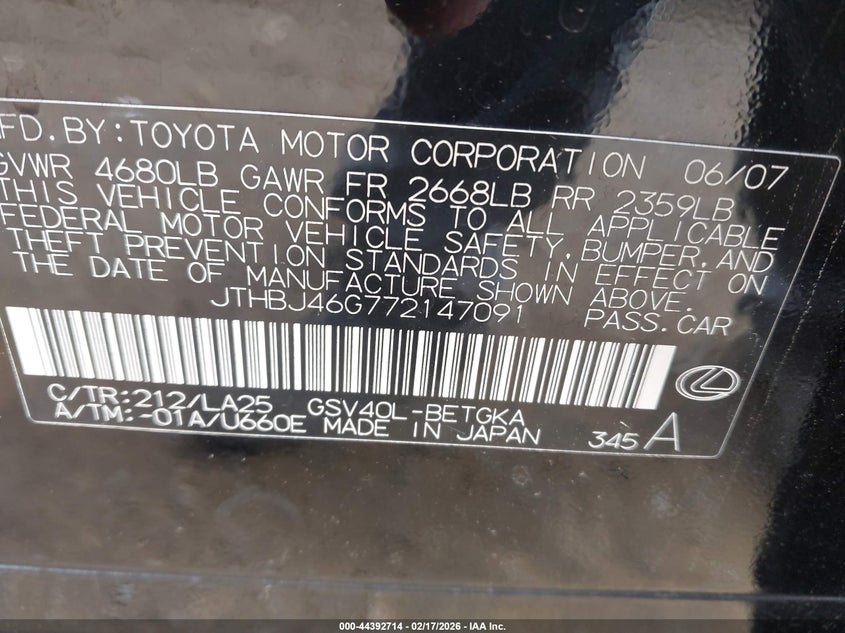 FD. BY: TOYOTA MOTOR CORPORATION 06/07
GVWR 4680LB GAWR FR 2668LB RR 2359LB
THIS VEHICLE CONFORMS TO ALL APPLICABLE
FEDERAL MOTOR VEHICLE SAFETY, BUMPER, AND
THEFT PREVENTION STANDARDS IN EFFECT ON
THE DATE OF MANUFACTURE SHOWN ABOVE.
JTHBJ46G772147091 PASS. CAR
C/TR:212/LA25 GSV40L-BETGKA
A/TM:-01A/U660E MADE IN JAPAN 345 A
000-44392714 - 02/17/2026 - IAA Inc.